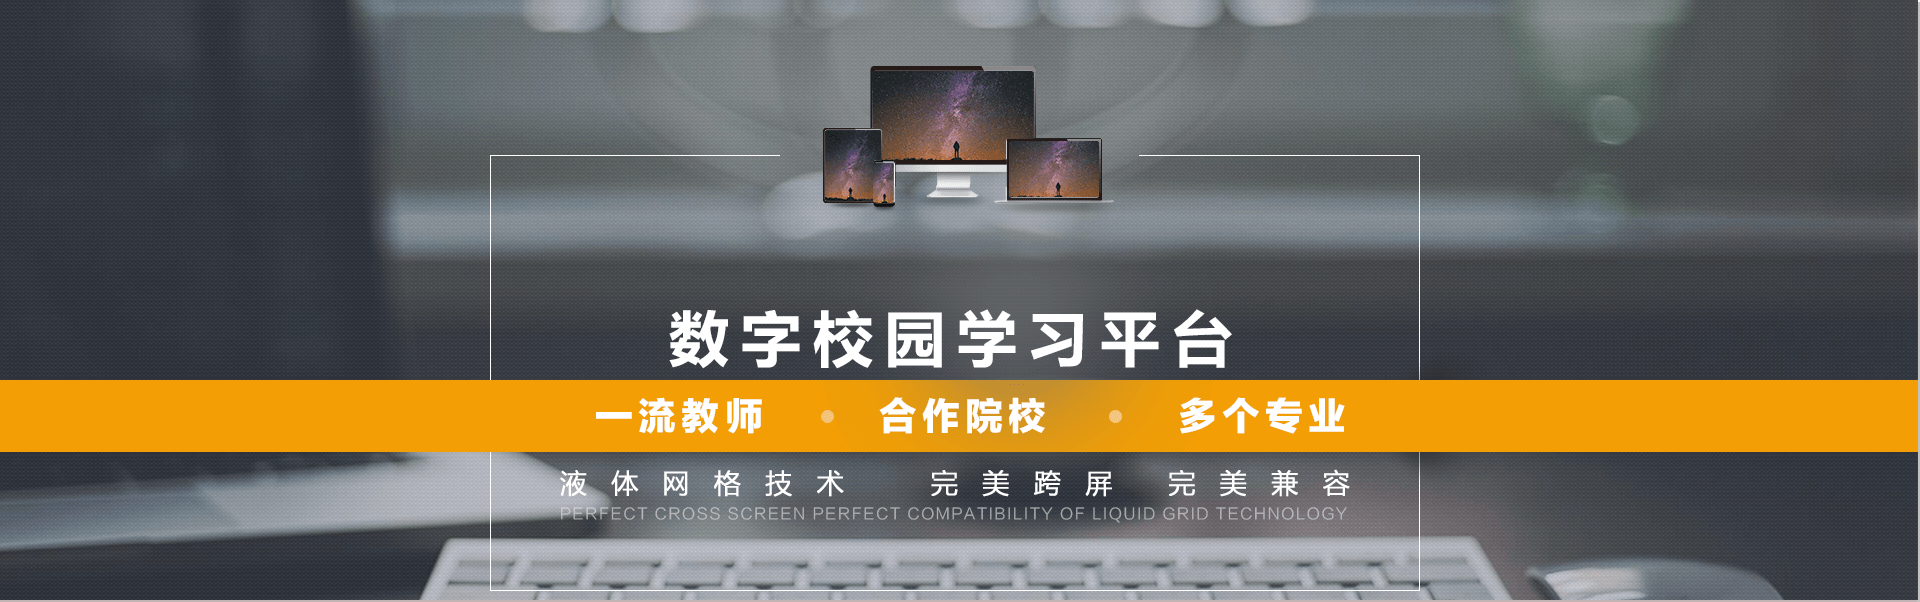 数字校园学习平台
一流教师 • 合作院校 • 多个专业
液体网格技术 完美跨屏 完美兼容
PERFECT CROSS SCREEN PERFECT COMPATIBILITY OF LIQUID GRID TECHNOLOGY